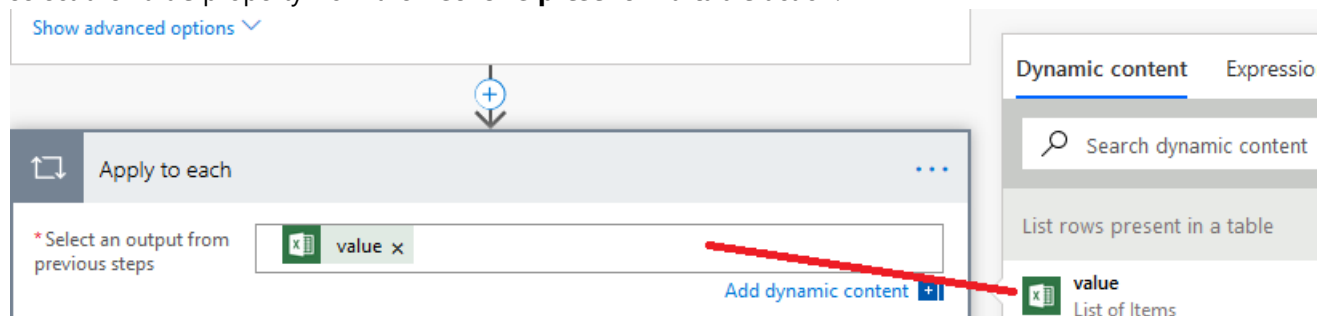 Show advanced options
Dynamic content Expressio
Search dynamic content
Apply to each
List rows present in a table
*Select an output from
previous steps
value ×
Add dynamic content
value
List of Items